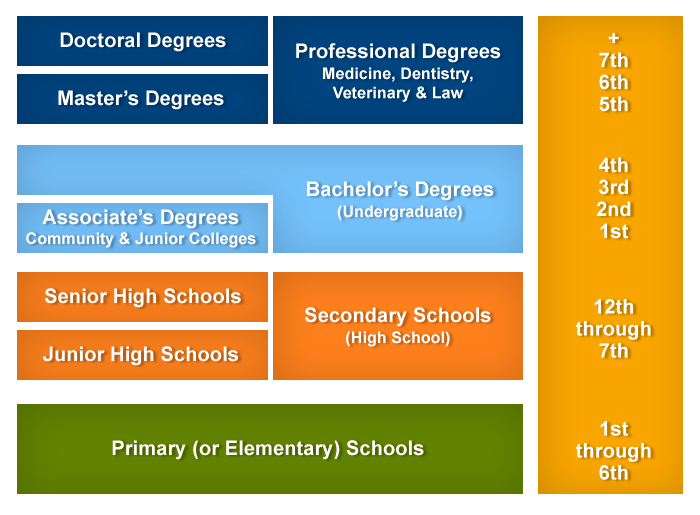 Doctoral Degrees
Master's Degrees
Professional Degrees
Medicine, Dentistry,
Veterinary & Law
+
7th
6th
5th
Bachelor's Degrees
(Undergraduate)
Associate's Degrees
Community & Junior Colleges
4th
3rd
2nd
1st
Senior High Schools
Junior High Schools
Secondary Schools
(High School)
12th
through
7th
Primary (or Elementary) Schools
1st
through
6th